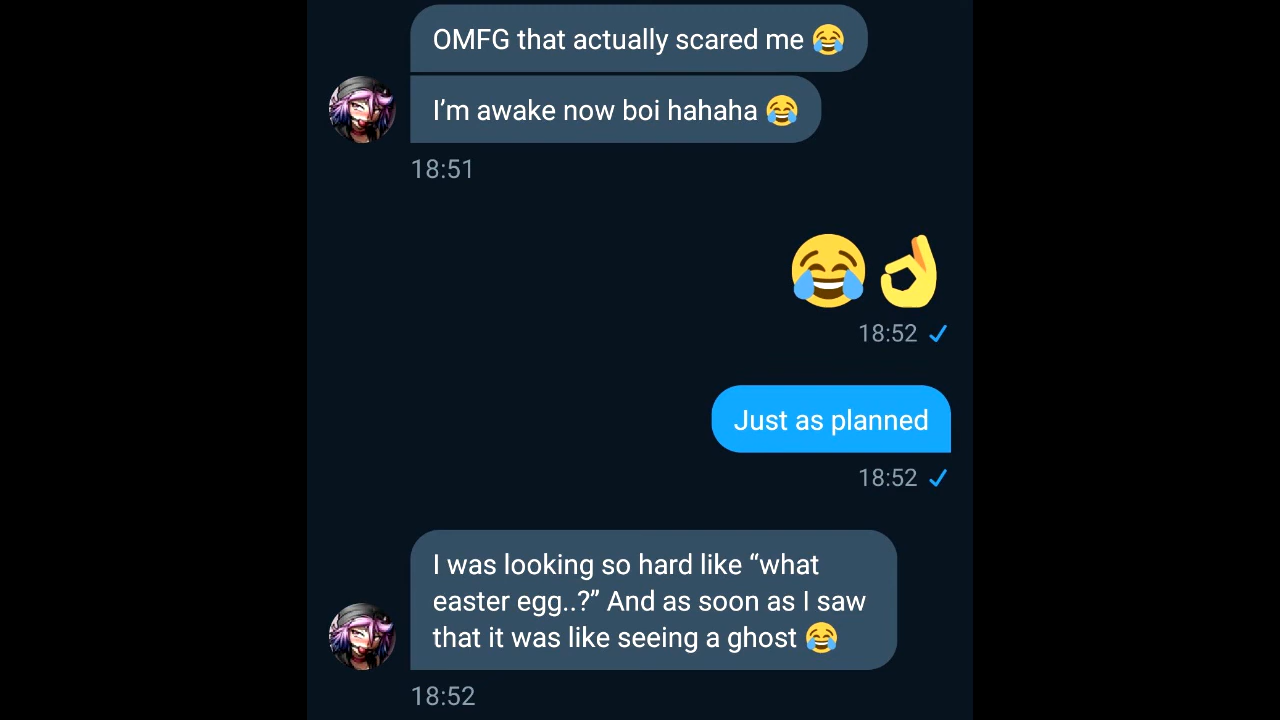 OMFG that actually scared me 😂
I’m awake now boi hahaha 😂
18:51
😂👌
18:52 ✓
Just as planned
18:52 ✓
I was looking so hard like “what
easter egg..?” And as soon as I saw
that it was like seeing a ghost 😂
18:52